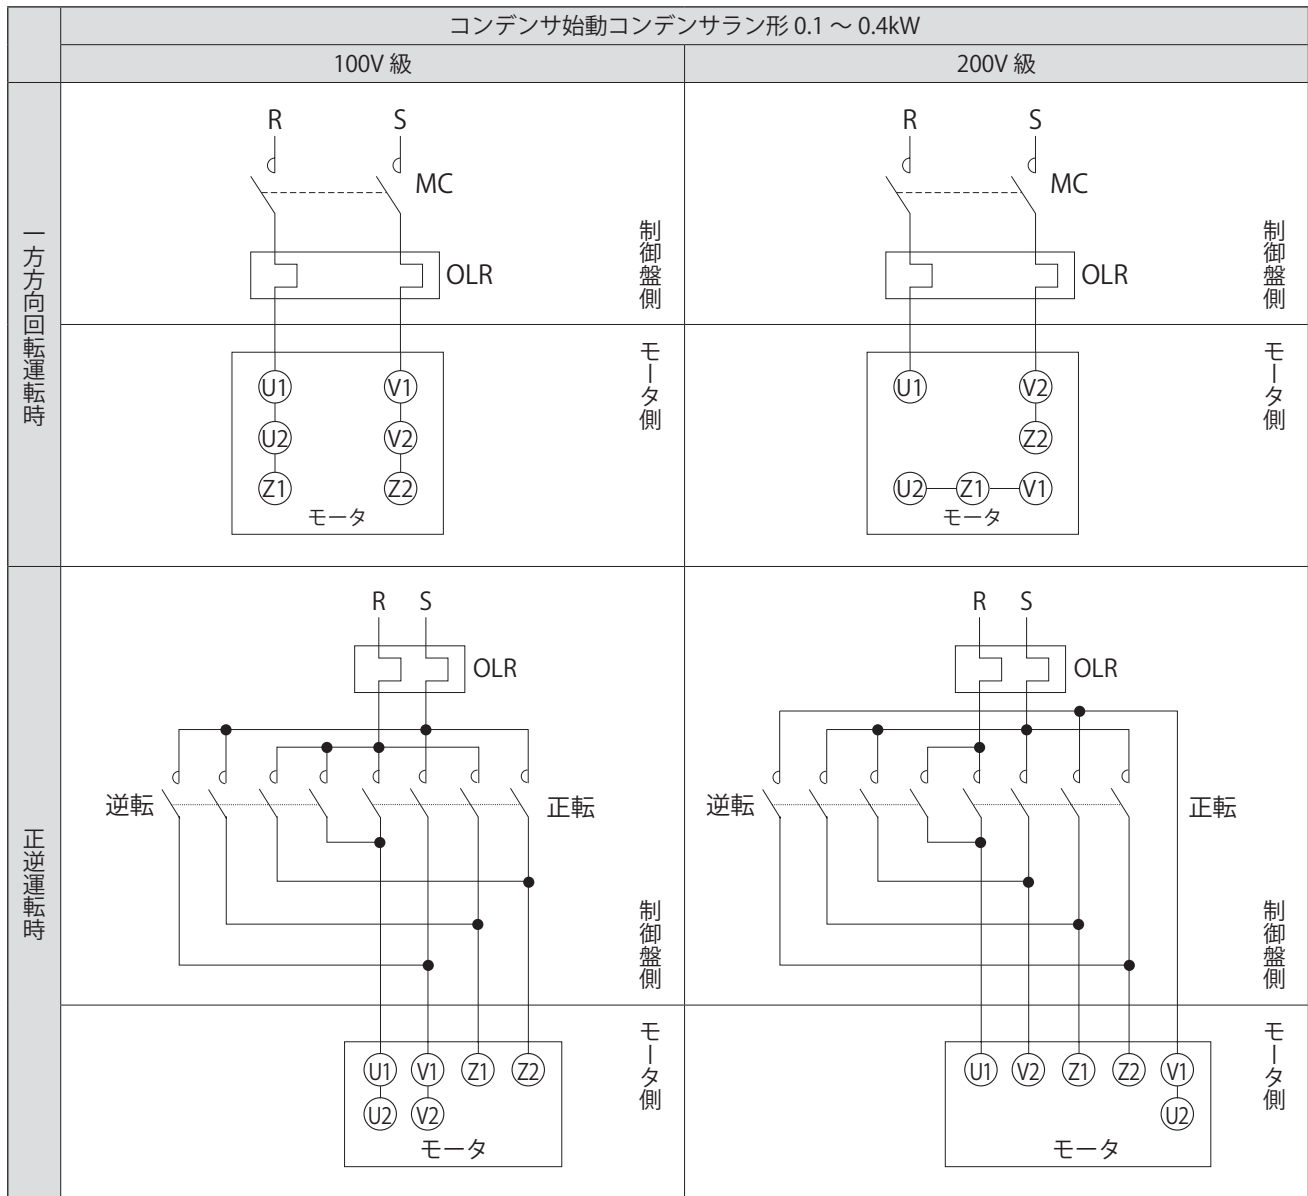 コンデンサ始動コンデンサラン形 0.1 ～ 0.4kW
100V 級
200V 級
一方方向回転運転時
R S
MC
OLR
制御盤側
U1 V1
U2 V2
Z1 Z2
モータ
モータ側
R S
MC
OLR
制御盤側
U1 V2
Z2
U2 Z1 V1
モータ
モータ側
正逆運転時
R S
OLR
逆転 正転
制御盤側
U1 V1 Z1 Z2
U2 V2
モータ
モータ側
R S
OLR
逆転 正転
制御盤側
U1 V2 Z1 Z2 V1
U2
モータ
モータ側